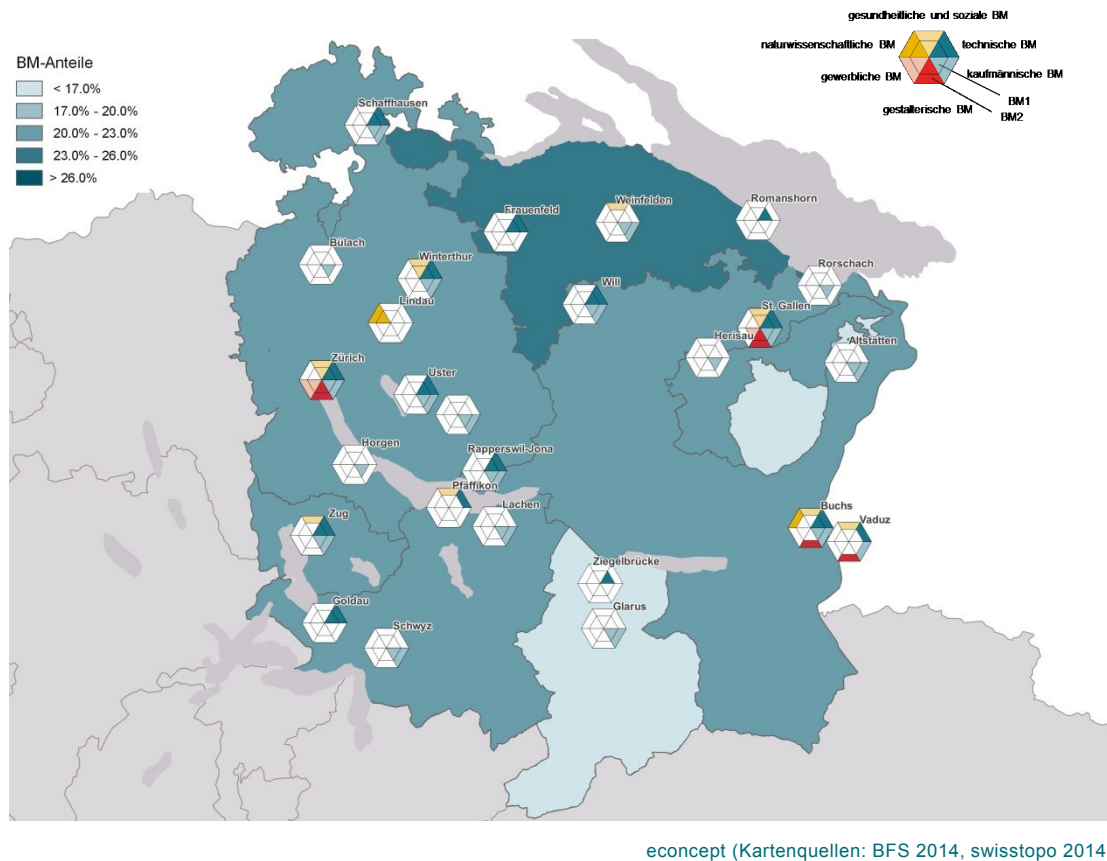 gesundheitliche und soziale BM
naturwissenschaftliche BM
technische BM
gewerbliche BM
kaufmännische BM
BM1
gestalterische BM
BM2
BM-Anteile
< 17.0%
17.0% - 20.0%
20.0% - 23.0%
23.0% - 26.0%
> 26.0%
Schaffhausen
Frauenfeld
Weinfelden
Romanshorn
Bülach
Winterthur
Rorschach
Will
Lindau
St. Gallen
Herisau
Altstätten
Zürich
Uster
Horgen
Rapperswil-Jona
Pfäffikon
Lachen
Zug
Buchs
Vaduz
Ziegelbrücke
Goldau
Glarus
Schwyz
econcept (Kartenquellen: BFS 2014, swisstopo 2014